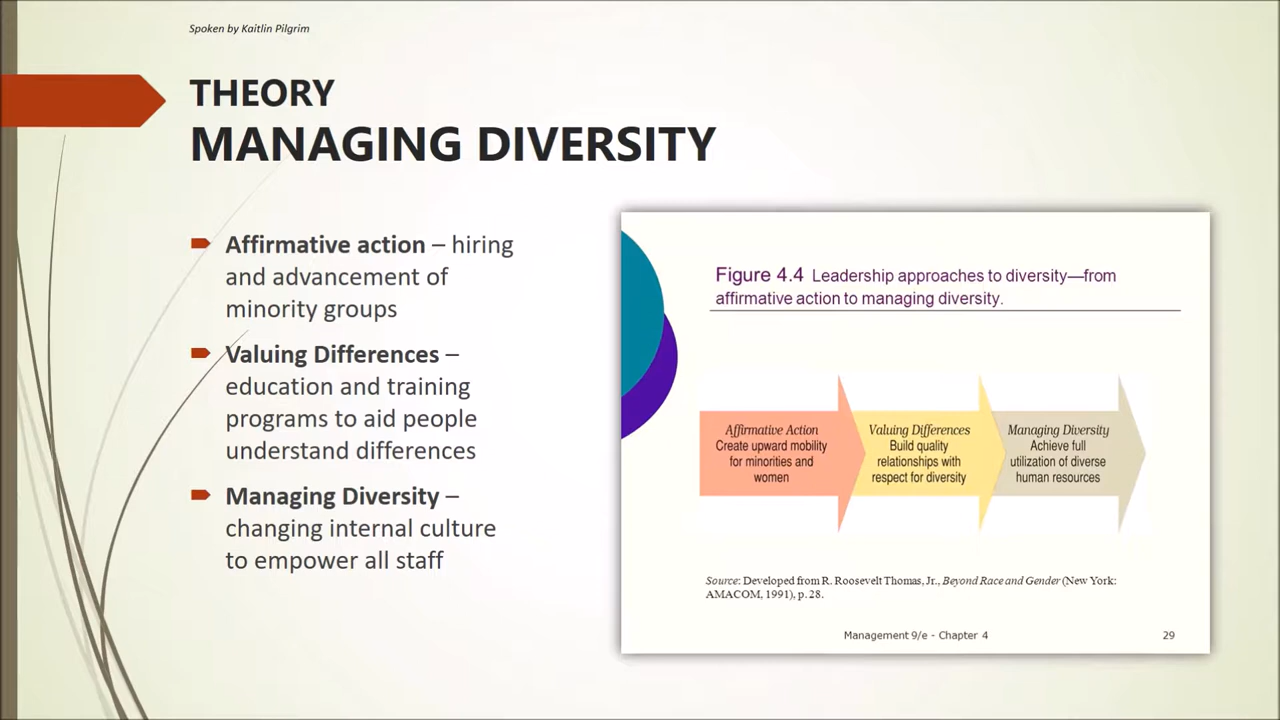 Spoken by Kaitlin Pilgrim
THEORY
MANAGING DIVERSITY
Affirmative action – hiring
and advancement of
minority groups
Valuing Differences –
education and training
programs to aid people
understand differences
Managing Diversity –
changing internal culture
to empower all staff
Figure 4.4 Leadership approaches to diversity—from
affirmative action to managing diversity.
Affirmative Action
Create upward mobility
for minorities and
women
Valuing Differences
Build quality
relationships with
respect for diversity
Managing Diversity
Achieve full
utilization of diverse
human resources
Source: Developed from R. Roosevelt Thomas, Jr., Beyond Race and Gender (New York:
AMACOM, 1991), p. 28.
Management 9/e - Chapter 4
29